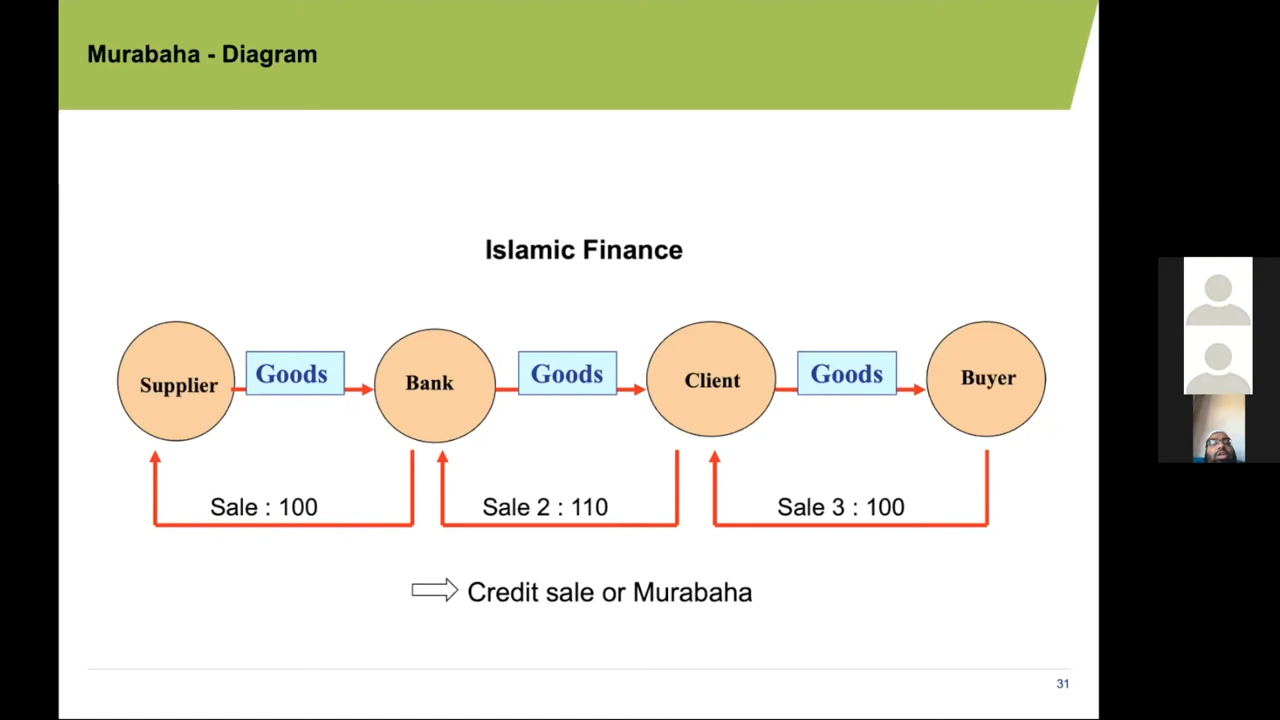 Murabaha - Diagram
Islamic Finance
Supplier
Goods
Bank
Goods
Client
Goods
Buyer
Sale : 100
Sale 2 : 110
Sale 3 : 100
Credit sale or Murabaha
31